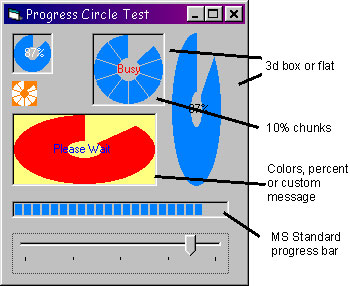 Progress Circle Test
87%
Busy
3d box or flat
87%
10% chunks
Please Wait
Colors, percent
or custom
message
MS Standard
progress bar